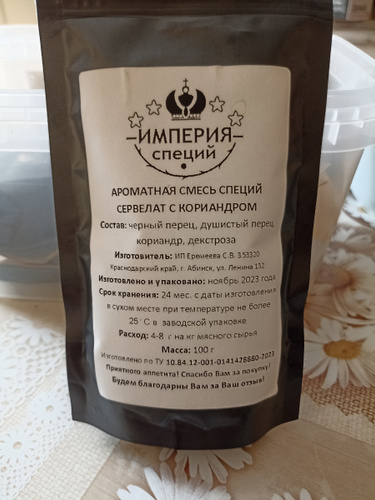 ИМПЕРИЯ
специй
АРОМАТНАЯ СМЕСЬ СПЕЦИЙ
СЕРВЕЛАТ С КОРИАНДРОМ
Состав: черный перец, душистый перец
кориандр, декстроза
Изготовитель: ИП Еремеева С.В. 353320
Краснодарский край, г. Абинск, ул. Ленина 132
Изготовлено и упаковано: ноябрь 2023 года
Срок хранения: 24 мес. с даты изготовления
в сухом месте при температуре не более
25°С в заводской упаковке
Расход: 4-8 г на кг мясного сырья
Масса: 100 г
Изготовлено по ТУ 10.84.12-001-0141428880-2023
Приятного аппетита! Спасибо Вам за покупку!
Будем благодарны Вам за Ваш отзыв!